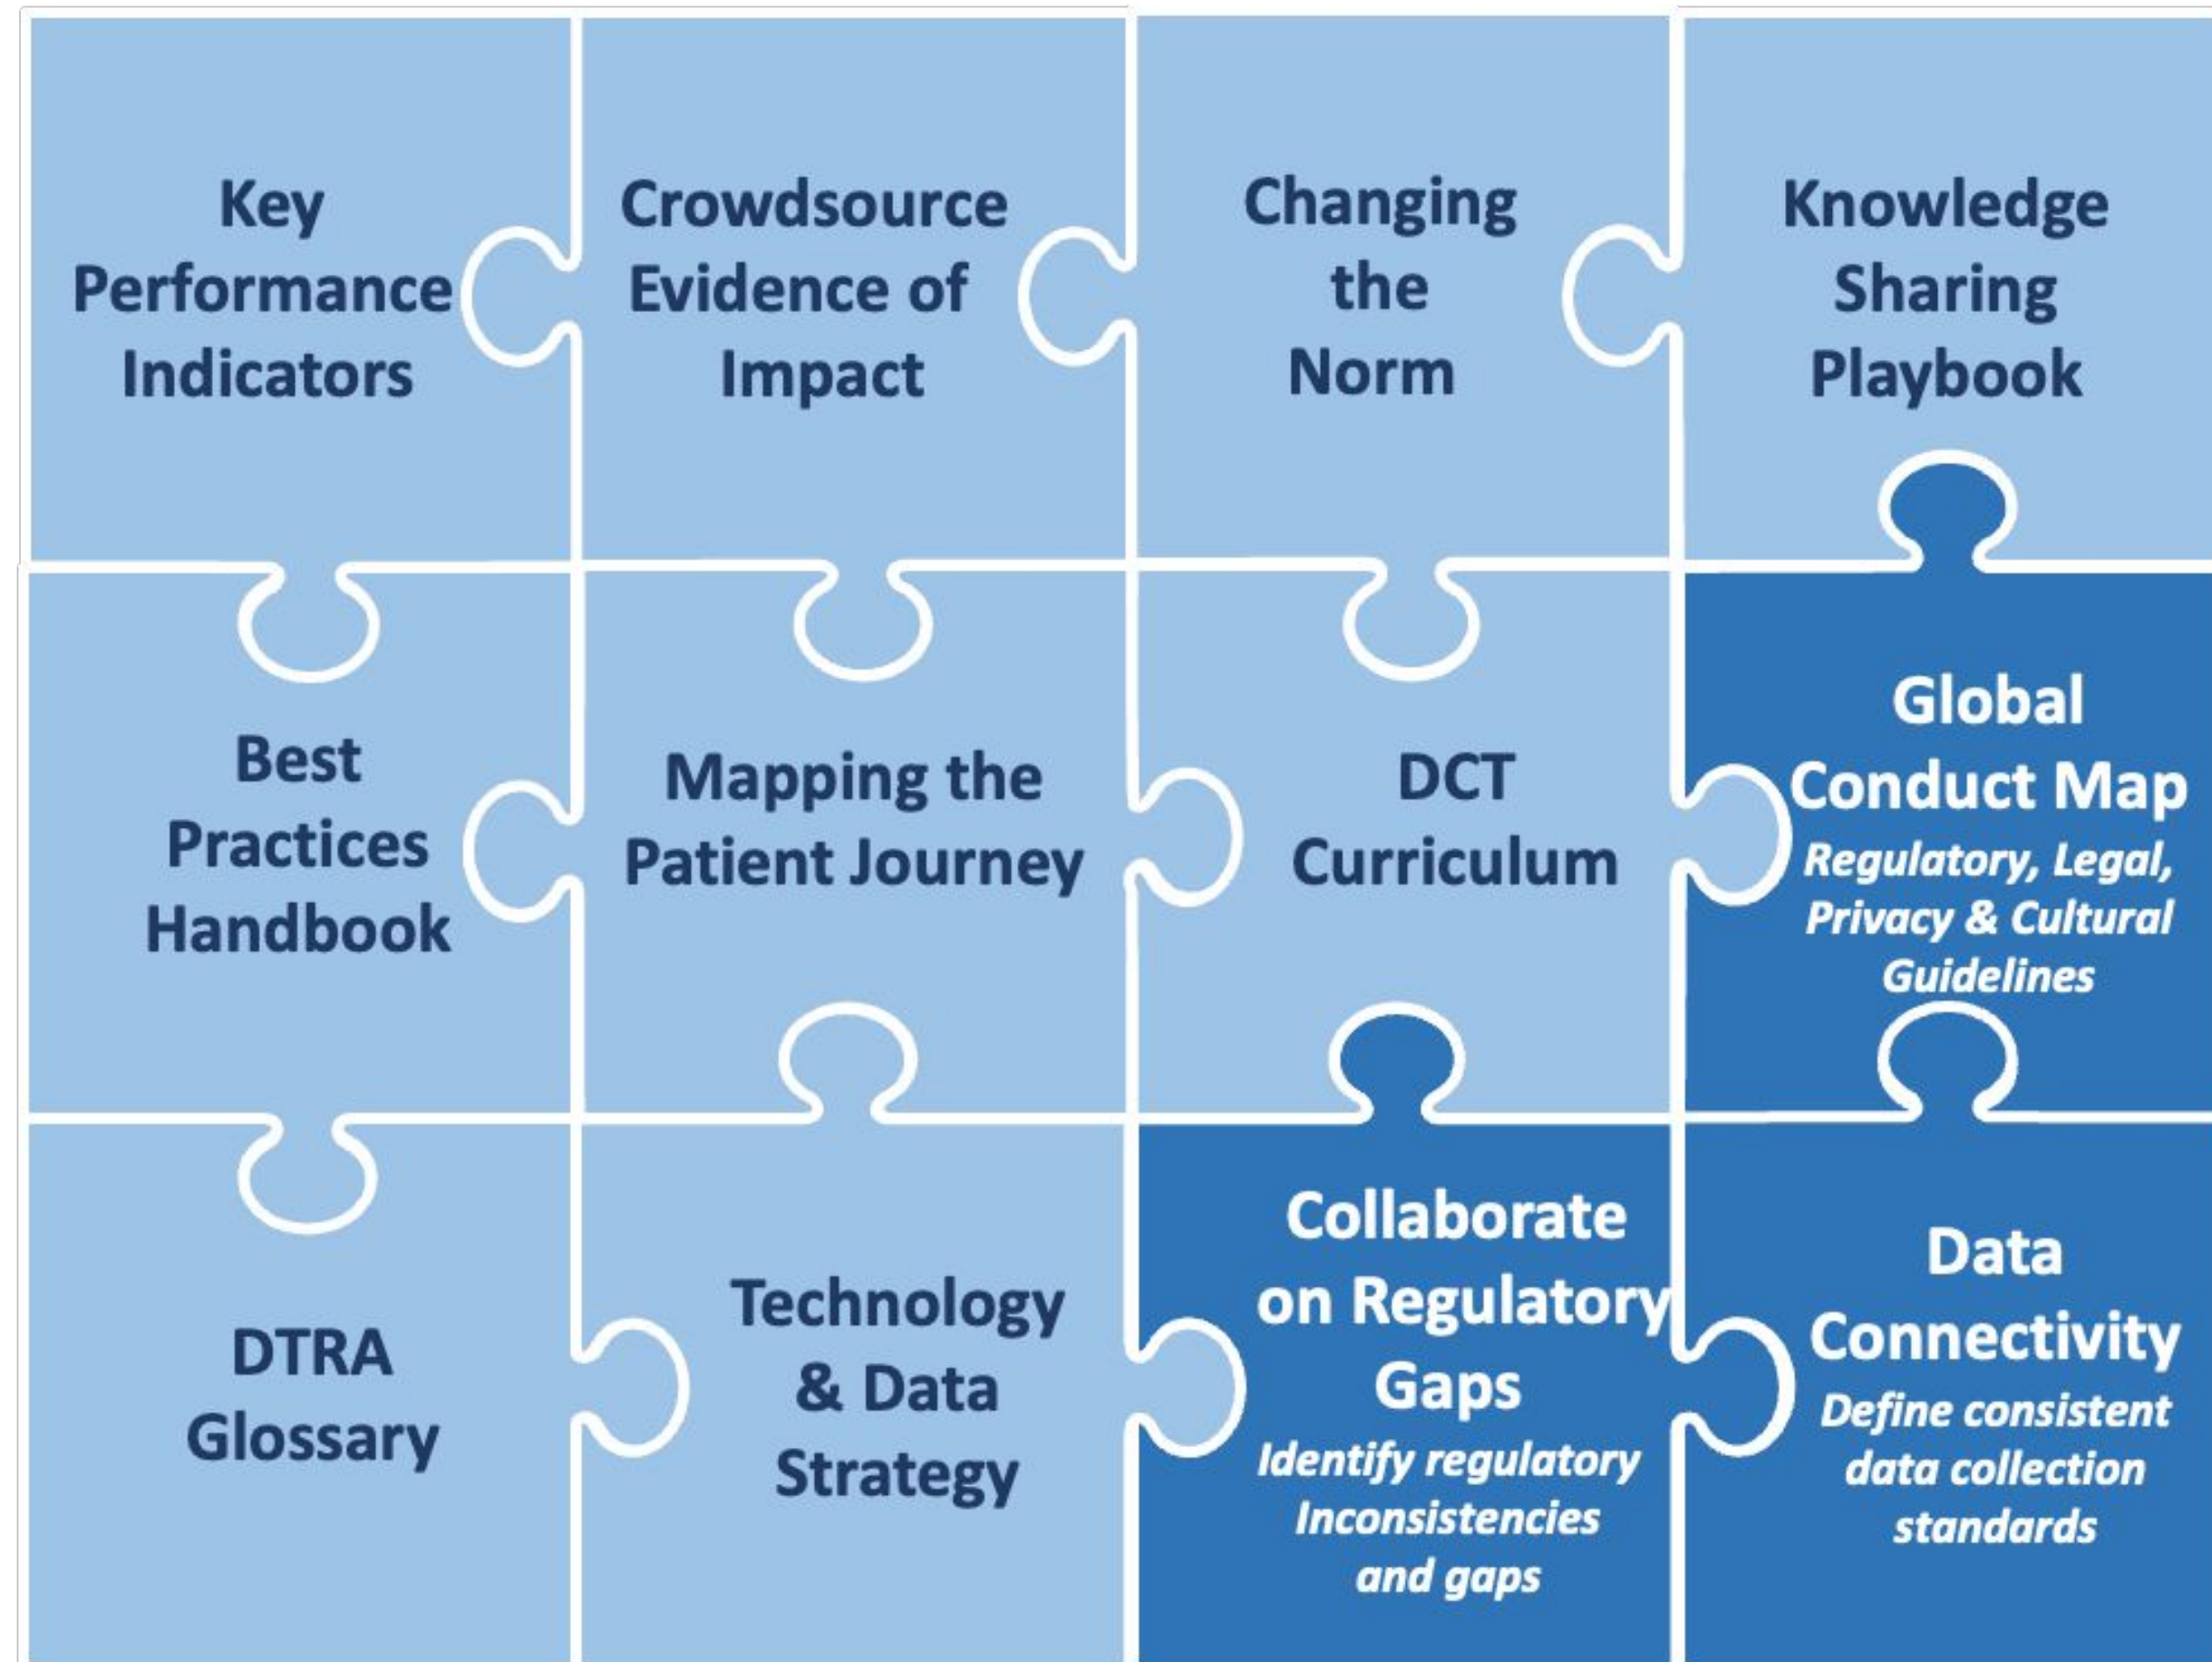 Key
Performance
Indicators
Crowdsource
Evidence of
Impact
Changing
the
Norm
Knowledge
Sharing
Playbook
Best
Practices
Handbook
Mapping the
Patient Journey
DCT
Curriculum
Global
Conduct Map
Regulatory, Legal,
Privacy & Cultural
Guidelines
DTRA
Glossary
Technology
& Data
Strategy
Collaborate
on Regulatory
Gaps
Identify regulatory
Inconsistencies
and gaps
Data
Connectivity
Define consistent
data collection
standards